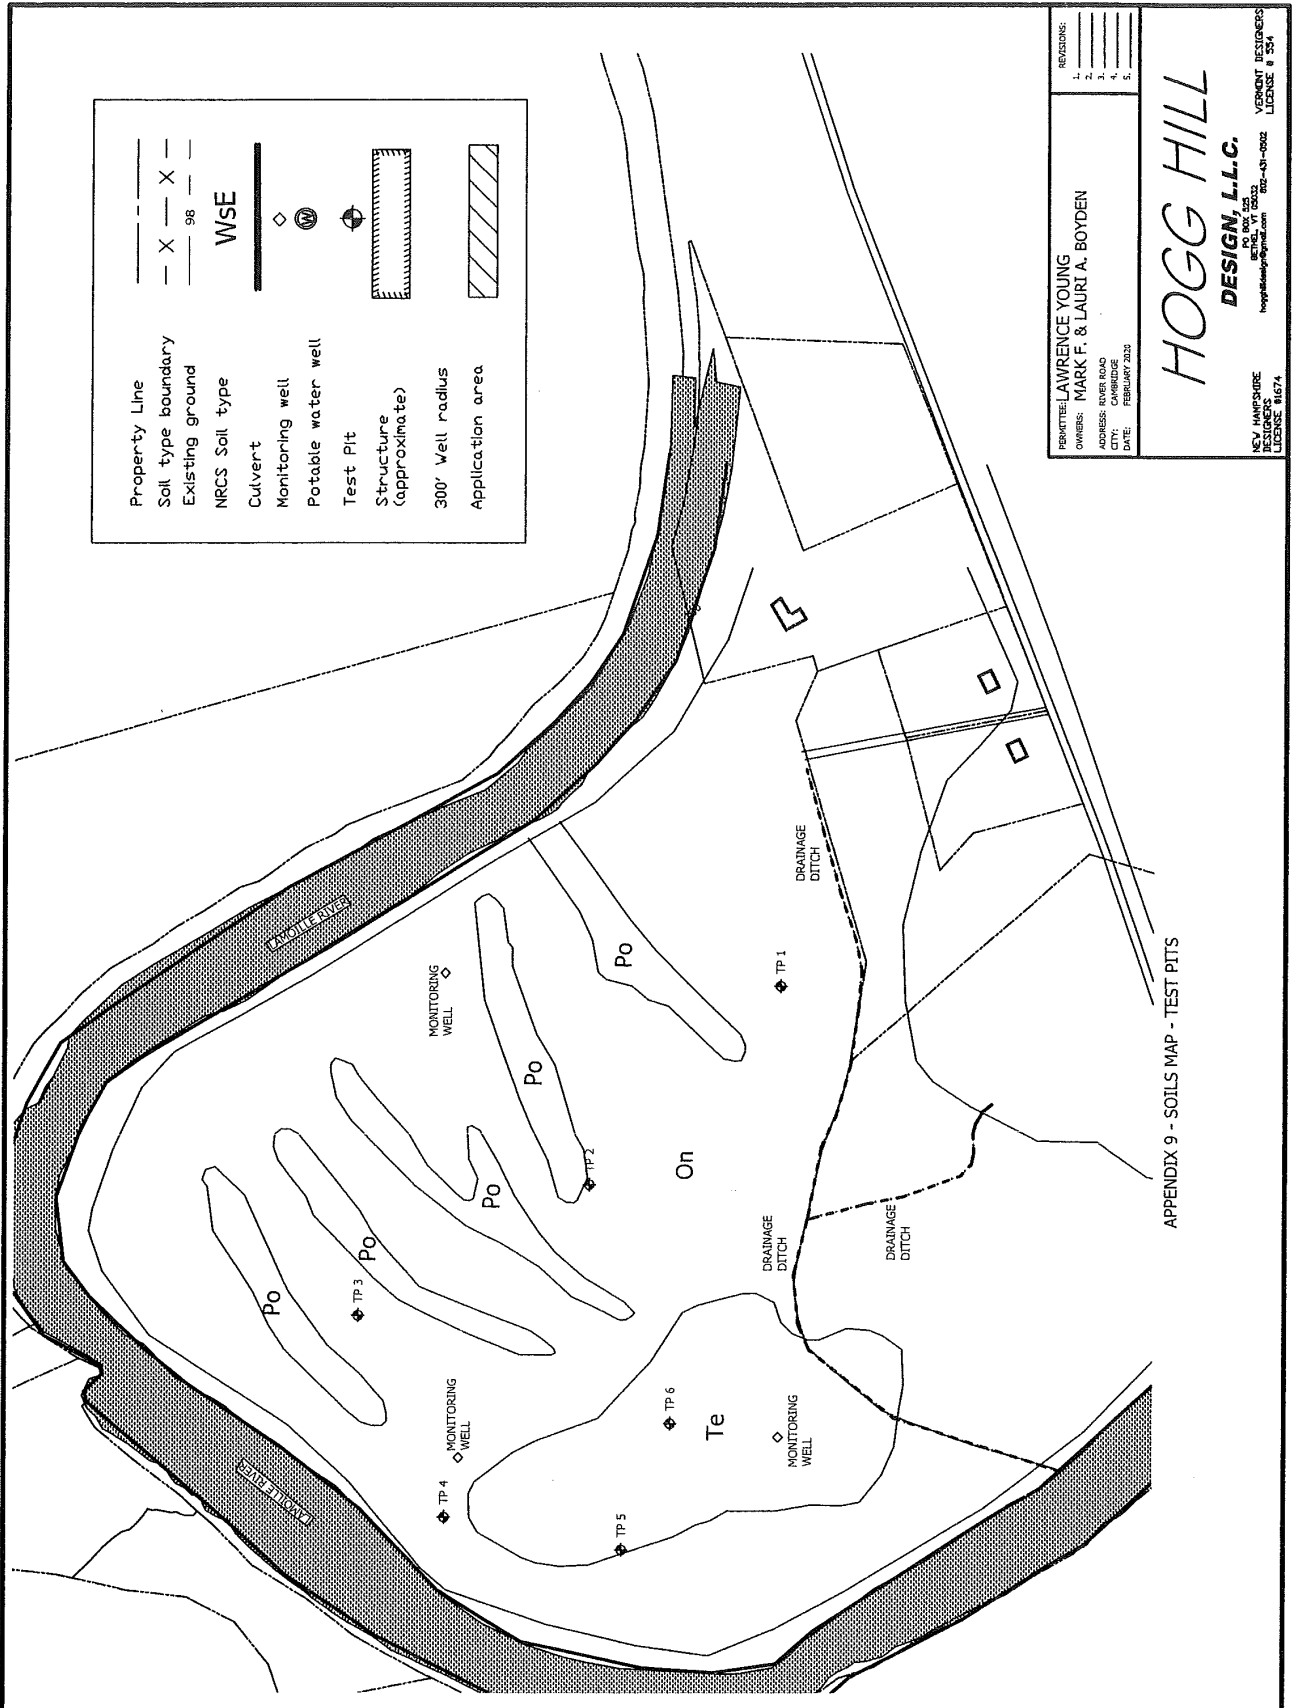 Property Line
Soil type boundary
— X — X —
Existing ground
98
NRCS Soil type
WsE
Culvert
Monitoring well
Potable water well
W
Test Pit
Structure
(approximate)
300' Well radius
Application area
LAMOILLE RIVER
LAMOILLE RIVER
MONITORING
WELL
MONITORING
WELL
MONITORING
WELL
Po
Po
Po
Po
Po
On
Te
TP 1
TP 2
TP 3
TP 4
TP 5
TP 6
DRAINAGE
DITCH
DRAINAGE
DITCH
DRAINAGE
DITCH
APPENDIX 9 - SOILS MAP - TEST PITS
PERMITTEE: LAWRENCE YOUNG
OWNERS: MARK F. & LAURI A. BOYDEN
ADDRESS: RIVER ROAD
CITY: CAMBRIDGE
DATE: FEBRUARY 2020
REVISIONS:
1.
2.
3.
4.
5.
HOGG HILL
DESIGN, L.L.C.
PO BOX 525
BETHEL, VT 05032
hogghilldesign@gmail.com 802-431-0502
NEW HAMPSHIRE
DESIGNERS
LICENSE #1674
VERMONT DESIGNERS
LICENSE # 554